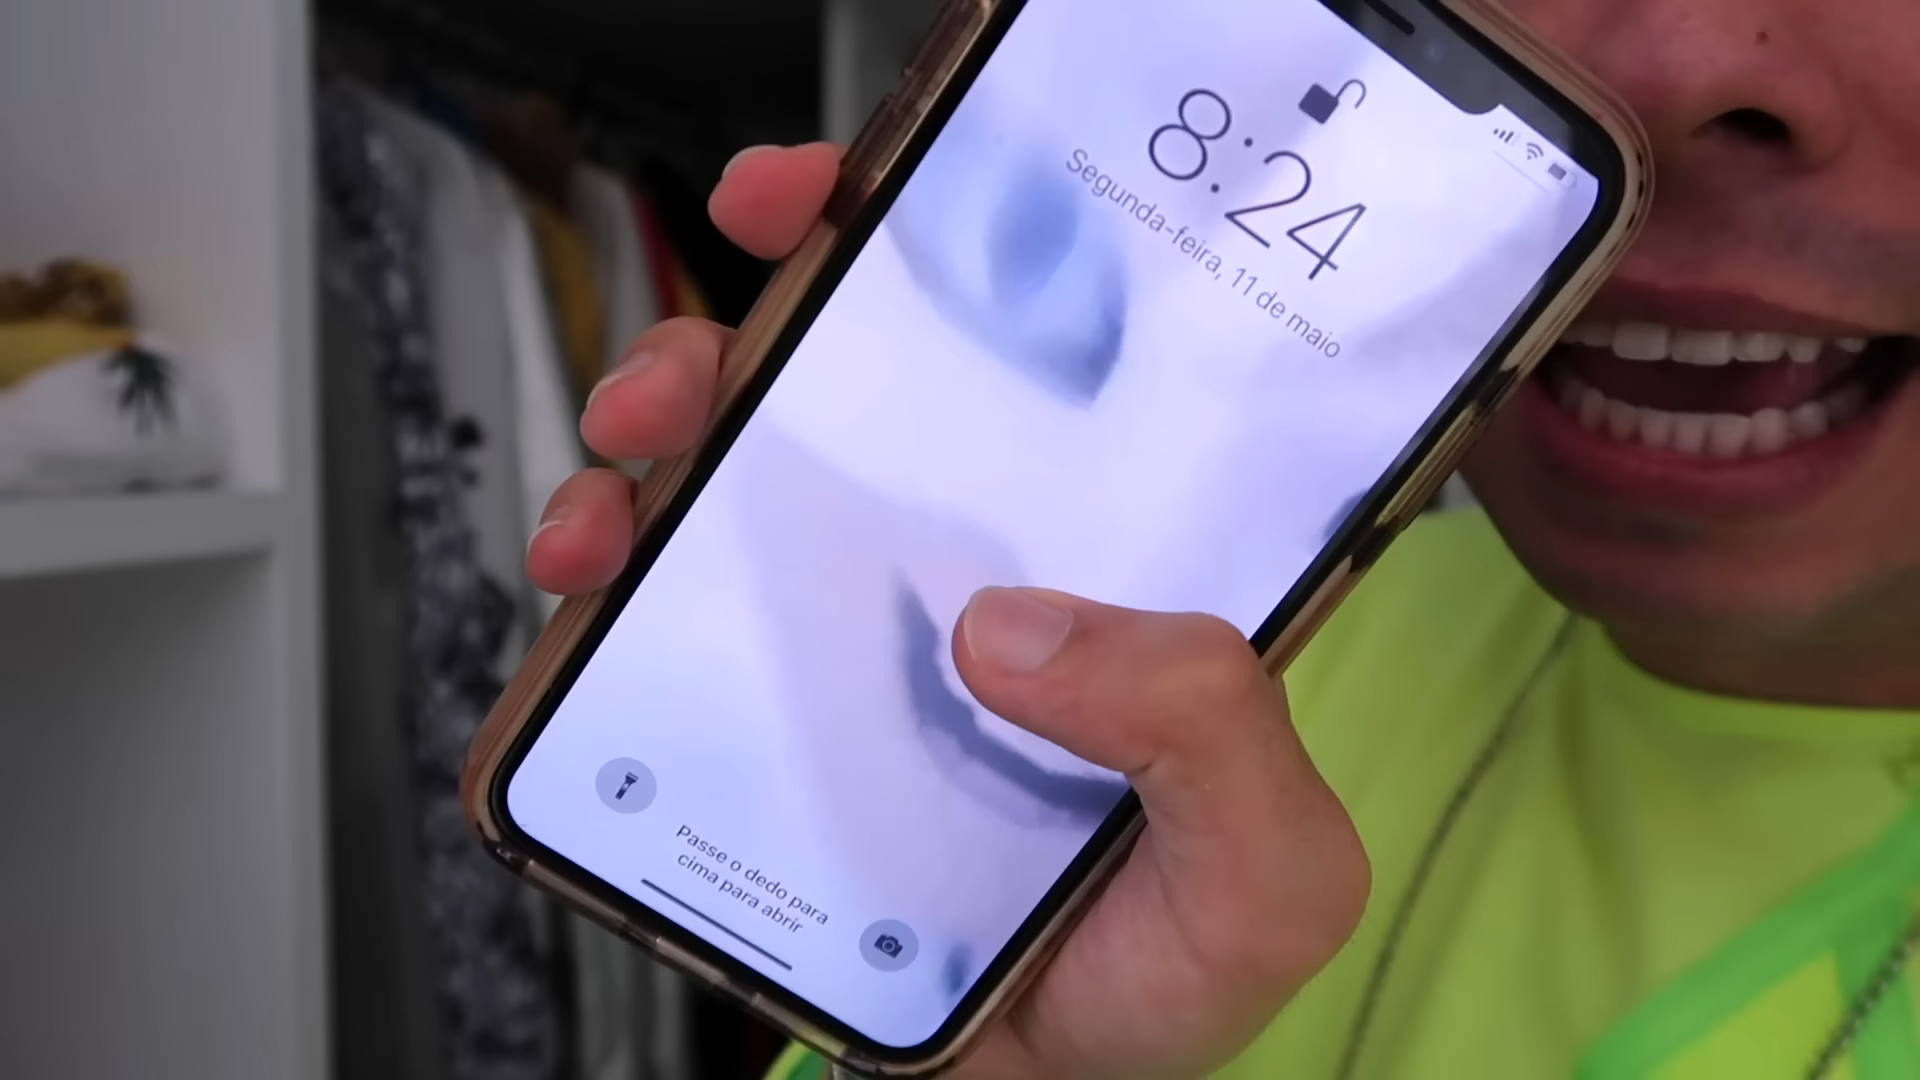 8:24
Segunda-feira, 11 de maio
Passe o dedo para
cima para abrir